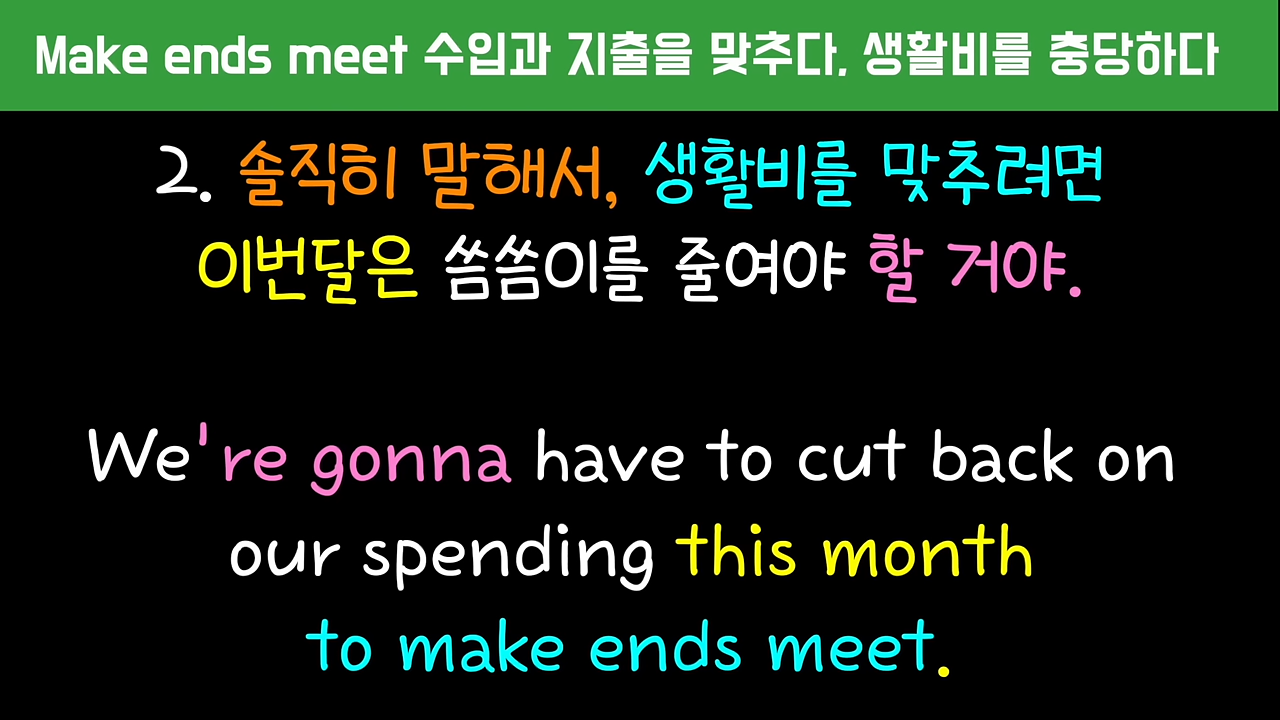 Make ends meet 수입과 지출을 맞추다, 생활비를 충당하다
2. 솔직히 말해서, 생활비를 맞추려면
이번달은 씀씀이를 줄여야 할 거야.
We're gonna have to cut back on
our spending this month
to make ends meet.